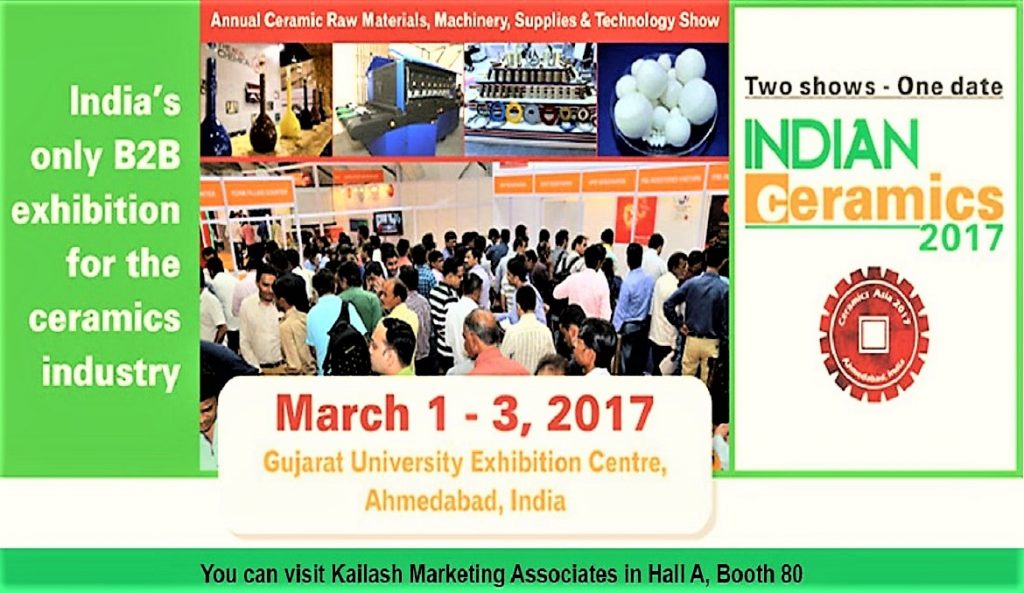 Annual Ceramic Raw Materials, Machinery, Supplies & Technology Show
India's
only B2B
exhibition
for the
ceramics
industry
Two shows - One date
INDIAN
Ceramics
2017
Ceramics Asia 2017
Ahmedabad, India
March 1 - 3, 2017
Gujarat University Exhibition Centre,
Ahmedabad, India
You can visit Kailash Marketing Associates in Hall A, Booth 80